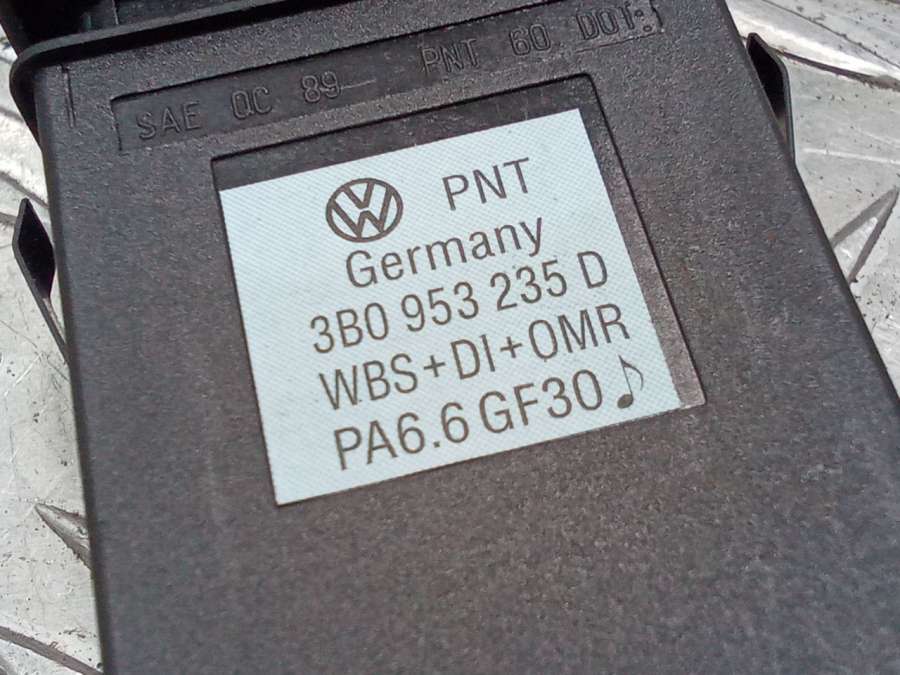 SAE QC 89 PNT 60 DOT
PNT
Germany
3B0 953 235 D
WBS+DI+OMR
PA6.6 GF30